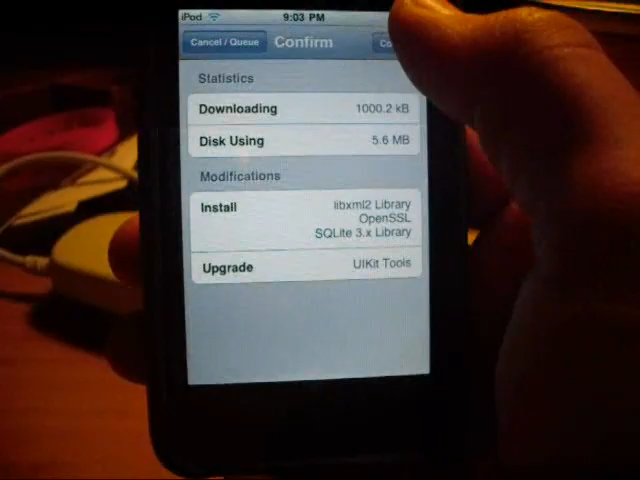 iPod 9:03 PM
Cancel / Queue Confirm Co
Statistics
Downloading 1000.2 kB
Disk Using 5.6 MB
Modifications
Install libxml2 Library
OpenSSL
SQLite 3.x Library
Upgrade UIKit Tools